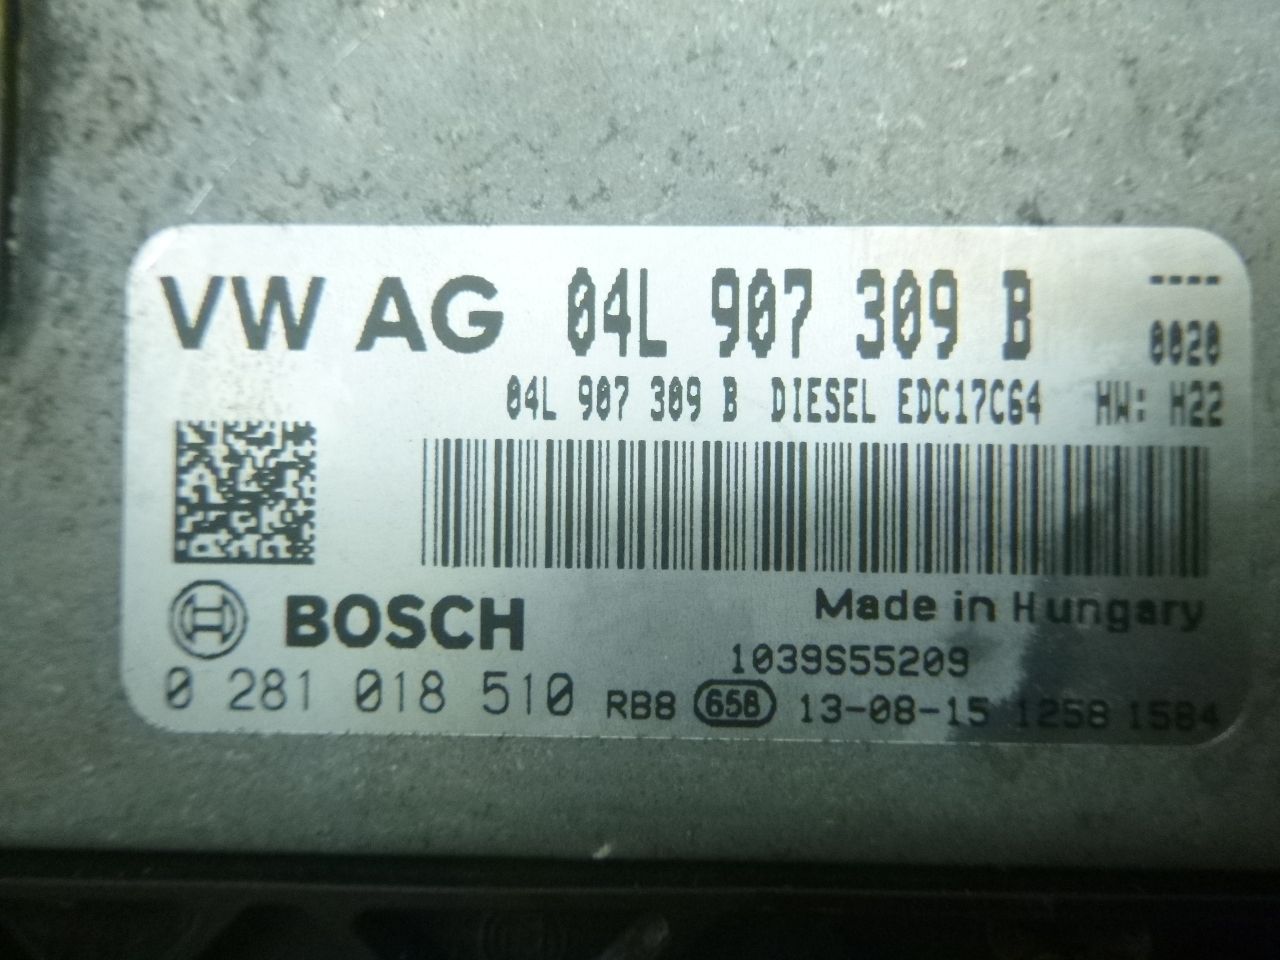 VW AG 04L 907 309 B ----
0020
04L 907 309 B DIESEL EDC17C64 HW: H22
BOSCH Made in Hungary
1039S55209
0 281 018 510 RB8 65B 13-08-15 1258 1584